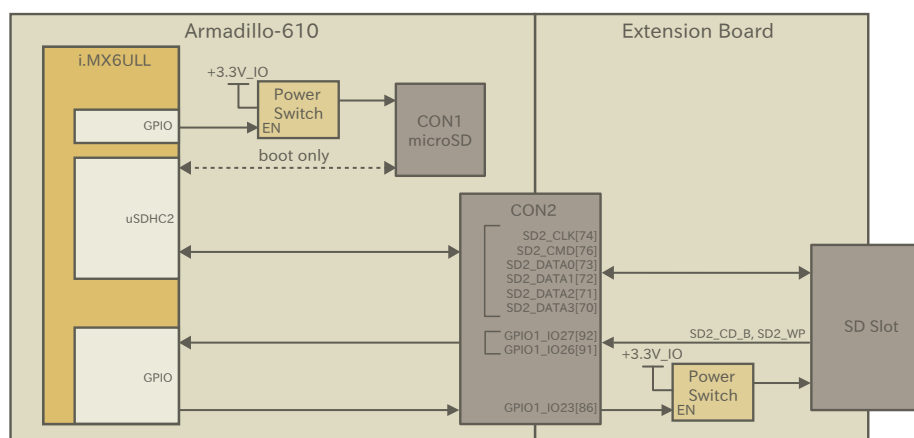 Armadillo-610
Extension Board
i.MX6ULL
+3.3V_IO
Power
Switch
EN
GPIO
CON1
microSD
boot only
uSDHC2
CON2
SD2_CLK[74]
SD2_CMD[76]
SD2_DATA0[73]
SD2_DATA1[72]
SD2_DATA2[71]
SD2_DATA3[70]
GPIO1_IO27[92]
GPIO1_IO26[91]
SD2_CD_B, SD2_WP
SD Slot
+3.3V_IO
Power
Switch
EN
GPIO
GPIO1_IO23[86]